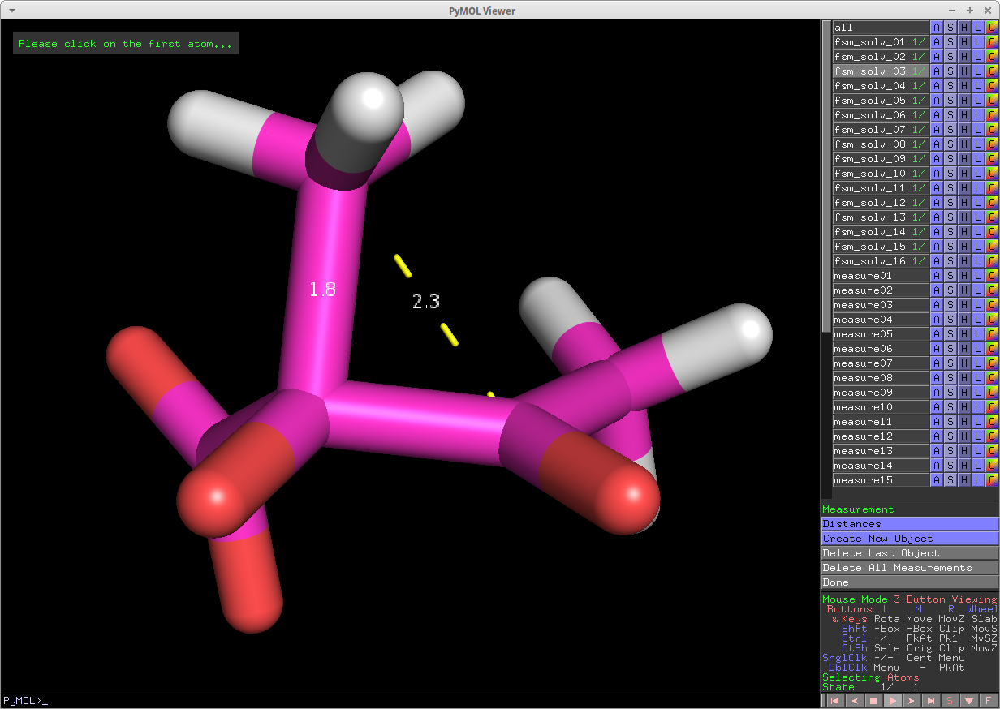 PyMOL Viewer
Please click on the first atom...
1.8
2.3
all A S H L C
fsm_solv_01 1/ A S H L C
fsm_solv_02 1/ A S H L C
fsm_solv_03 1/ A S H L C
fsm_solv_04 1/ A S H L C
fsm_solv_05 1/ A S H L C
fsm_solv_06 1/ A S H L C
fsm_solv_07 1/ A S H L C
fsm_solv_08 1/ A S H L C
fsm_solv_09 1/ A S H L C
fsm_solv_10 1/ A S H L C
fsm_solv_11 1/ A S H L C
fsm_solv_12 1/ A S H L C
fsm_solv_13 1/ A S H L C
fsm_solv_14 1/ A S H L C
fsm_solv_15 1/ A S H L C
fsm_solv_16 1/ A S H L C
measure01 A S H L C
measure02 A S H L C
measure03 A S H L C
measure04 A S H L C
measure05 A S H L C
measure06 A S H L C
measure07 A S H L C
measure08 A S H L C
measure09 A S H L C
measure10 A S H L C
measure11 A S H L C
measure12 A S H L C
measure13 A S H L C
measure14 A S H L C
measure15 A S H L C
Measurement
Distances
Create New Object
Delete Last Object
Delete All Measurements
Done
Mouse Mode 3-Button Viewing
Buttons L M R Wheel
& Keys Rota Move MovZ Slab
Shft +Box -Box Clip MovS
Ctrl +/- PkAt Pk1 MvSZ
CtSh Sele Orig Clip MovZ
SnglClk +/- Cent Menu
DblClk Menu - PkAt
Selecting Atoms
State 1/ 1
S F
PyMOL>_